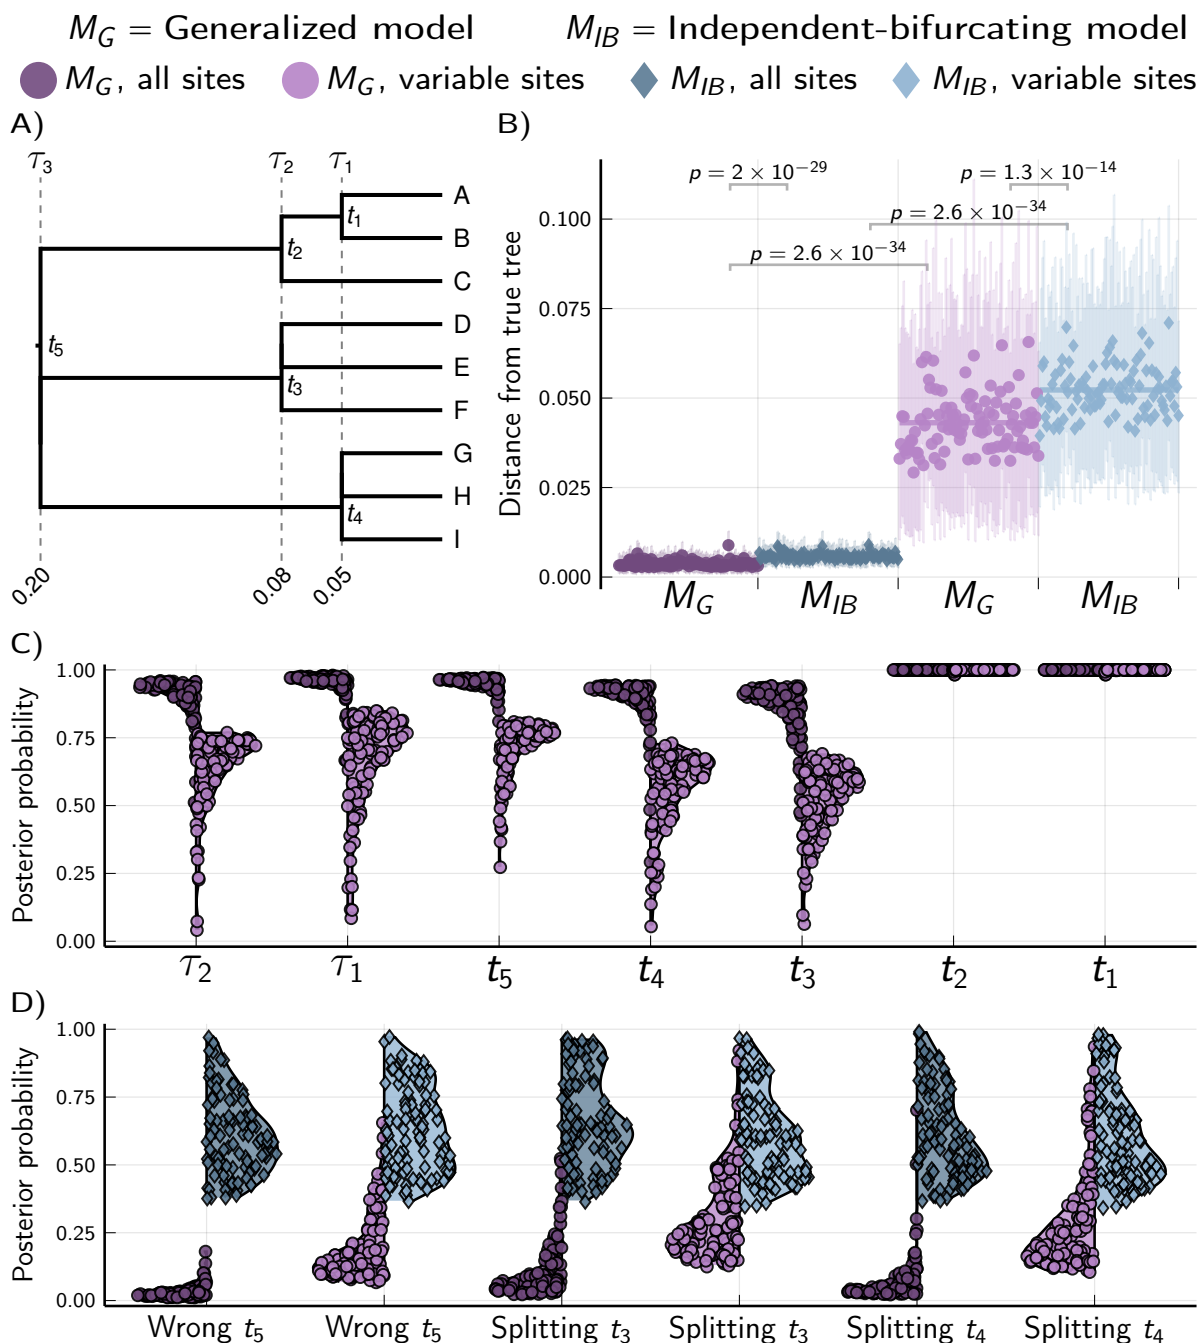 M_G = Generalized model M_IB = Independent-bifurcating model
M_G, all sites M_G, variable sites M_IB, all sites M_IB, variable sites
A)
τ3 τ2 τ1
A
t1
B
t2
C
D
t5
E
t3
F
G
H
t4
I
0.20 0.08 0.05
B)
Distance from true tree
p = 2 × 10^−29 p = 1.3 × 10^−14
p = 2.6 × 10^−34
p = 2.6 × 10^−34
0.100
0.075
0.050
0.025
0.000
M_G M_IB M_G M_IB
C)
Posterior probability
1.00
0.75
0.50
0.25
0.00
τ2 τ1 t5 t4 t3 t2 t1
D)
Posterior probability
1.00
0.75
0.50
0.25
0.00
Wrong t5 Wrong t5 Splitting t3 Splitting t3 Splitting t4 Splitting t4